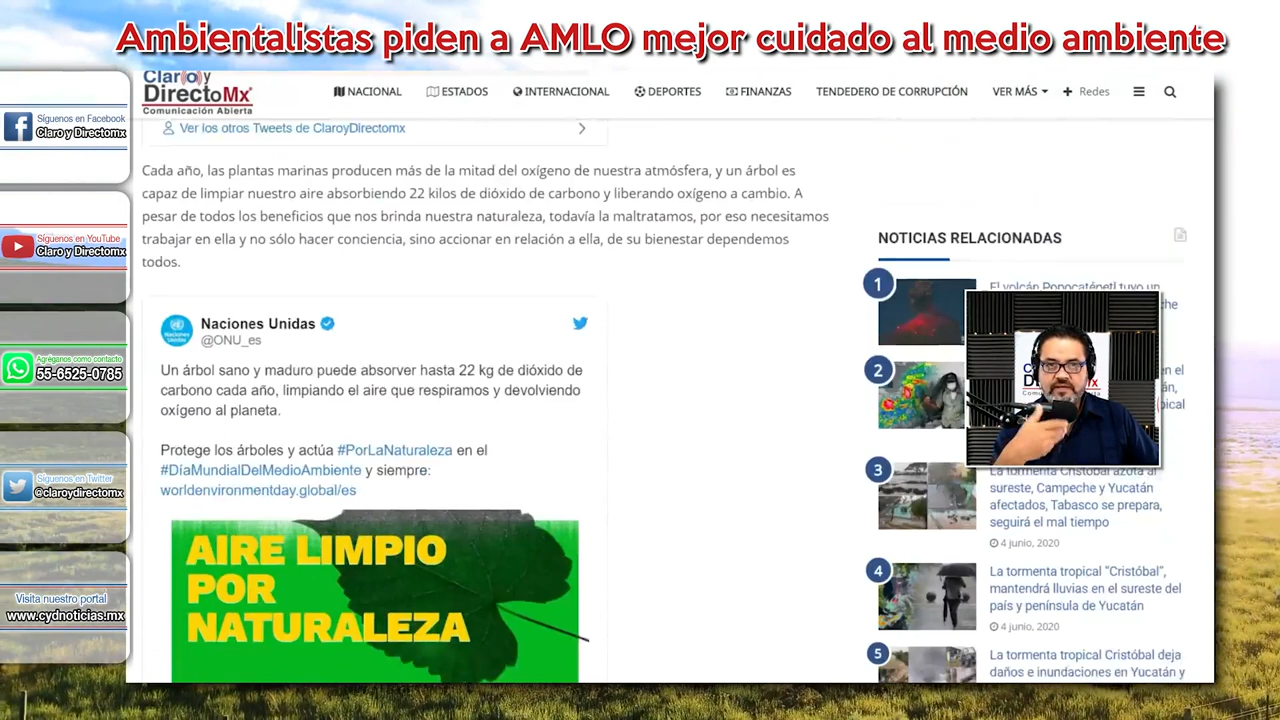 Ambientalistas piden a AMLO mejor cuidado al medio ambiente
Claro y
DirectoMx
Comunicación Abierta
NACIONAL
ESTADOS
INTERNACIONAL
DEPORTES
FINANZAS
TENDEDERO DE CORRUPCIÓN
VER MÁS
Redes
Síguenos en Facebook
Claro y Directomx
Síguenos en YouTube
Claro y Directomx
Agréganos como contacto
55-6525-0785
Síguenos en Twitter
@claroydirectomx
Visita nuestro portal
www.cydnoticias.mx
Ver los otros Tweets de ClaroyDirectomx
Cada año, las plantas marinas producen más de la mitad del oxígeno de nuestra atmósfera, y un árbol es
capaz de limpiar nuestro aire absorbiendo 22 kilos de dióxido de carbono y liberando oxígeno a cambio. A
pesar de todos los beneficios que nos brinda nuestra naturaleza, todavía la maltratamos, por eso necesitamos
trabajar en ella y no sólo hacer conciencia, sino accionar en relación a ella, de su bienestar dependemos
todos.
Naciones Unidas
@ONU_es
Un árbol sano y maduro puede absorver hasta 22 kg de dióxido de
carbono cada año, limpiando el aire que respiramos y devolviendo
oxígeno al planeta.
Protege los árboles y actúa #PorLaNaturaleza en el
#DíaMundialDelMedioAmbiente y siempre:
worldenvironmentday.global/es
AIRE LIMPIO
POR
NATURALEZA
NOTICIAS RELACIONADAS
1
El volcán Popocatépetl tuvo un
2
en el
3
La tormenta Cristóbal azota al
sureste, Campeche y Yucatán
afectados, Tabasco se prepara,
seguirá el mal tiempo
4 junio, 2020
4
La tormenta tropical "Cristóbal",
mantendrá lluvias en el sureste del
país y península de Yucatán
4 junio, 2020
5
La tormenta tropical Cristóbal deja
daños e inundaciones en Yucatán y